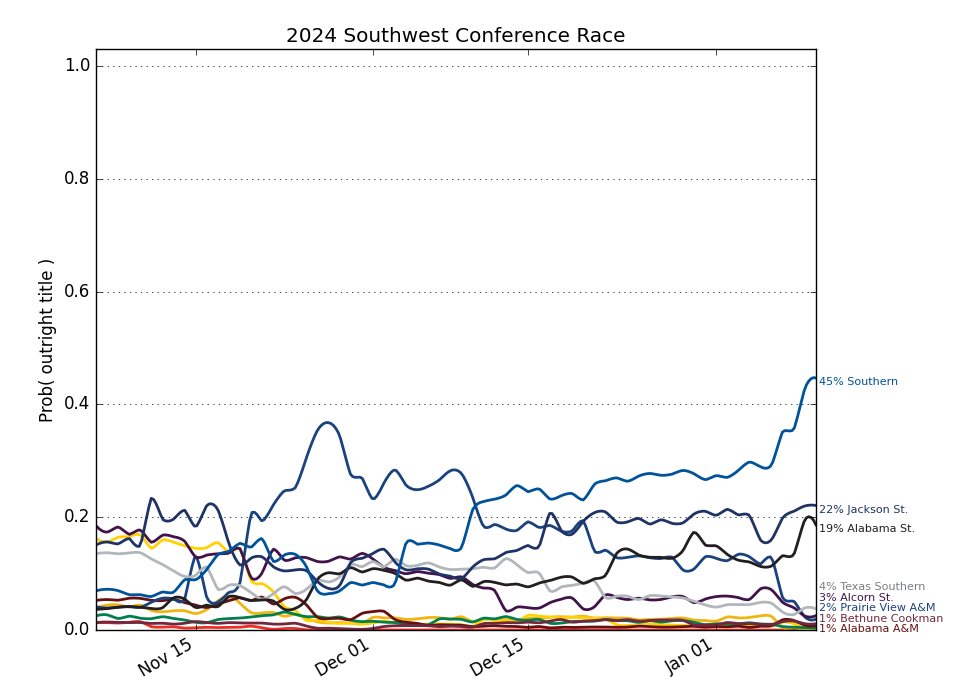 2024 Southwest Conference Race
1.0
0.8
0.6
0.4
0.2
0.0
Prob( outright title )
45% Southern
22% Jackson St.
19% Alabama St.
4% Texas Southern
3% Alcorn St.
2% Prairie View A&M
1% Bethune Cookman
1% Alabama A&M
Nov 15
Dec 01
Dec 15
Jan 01